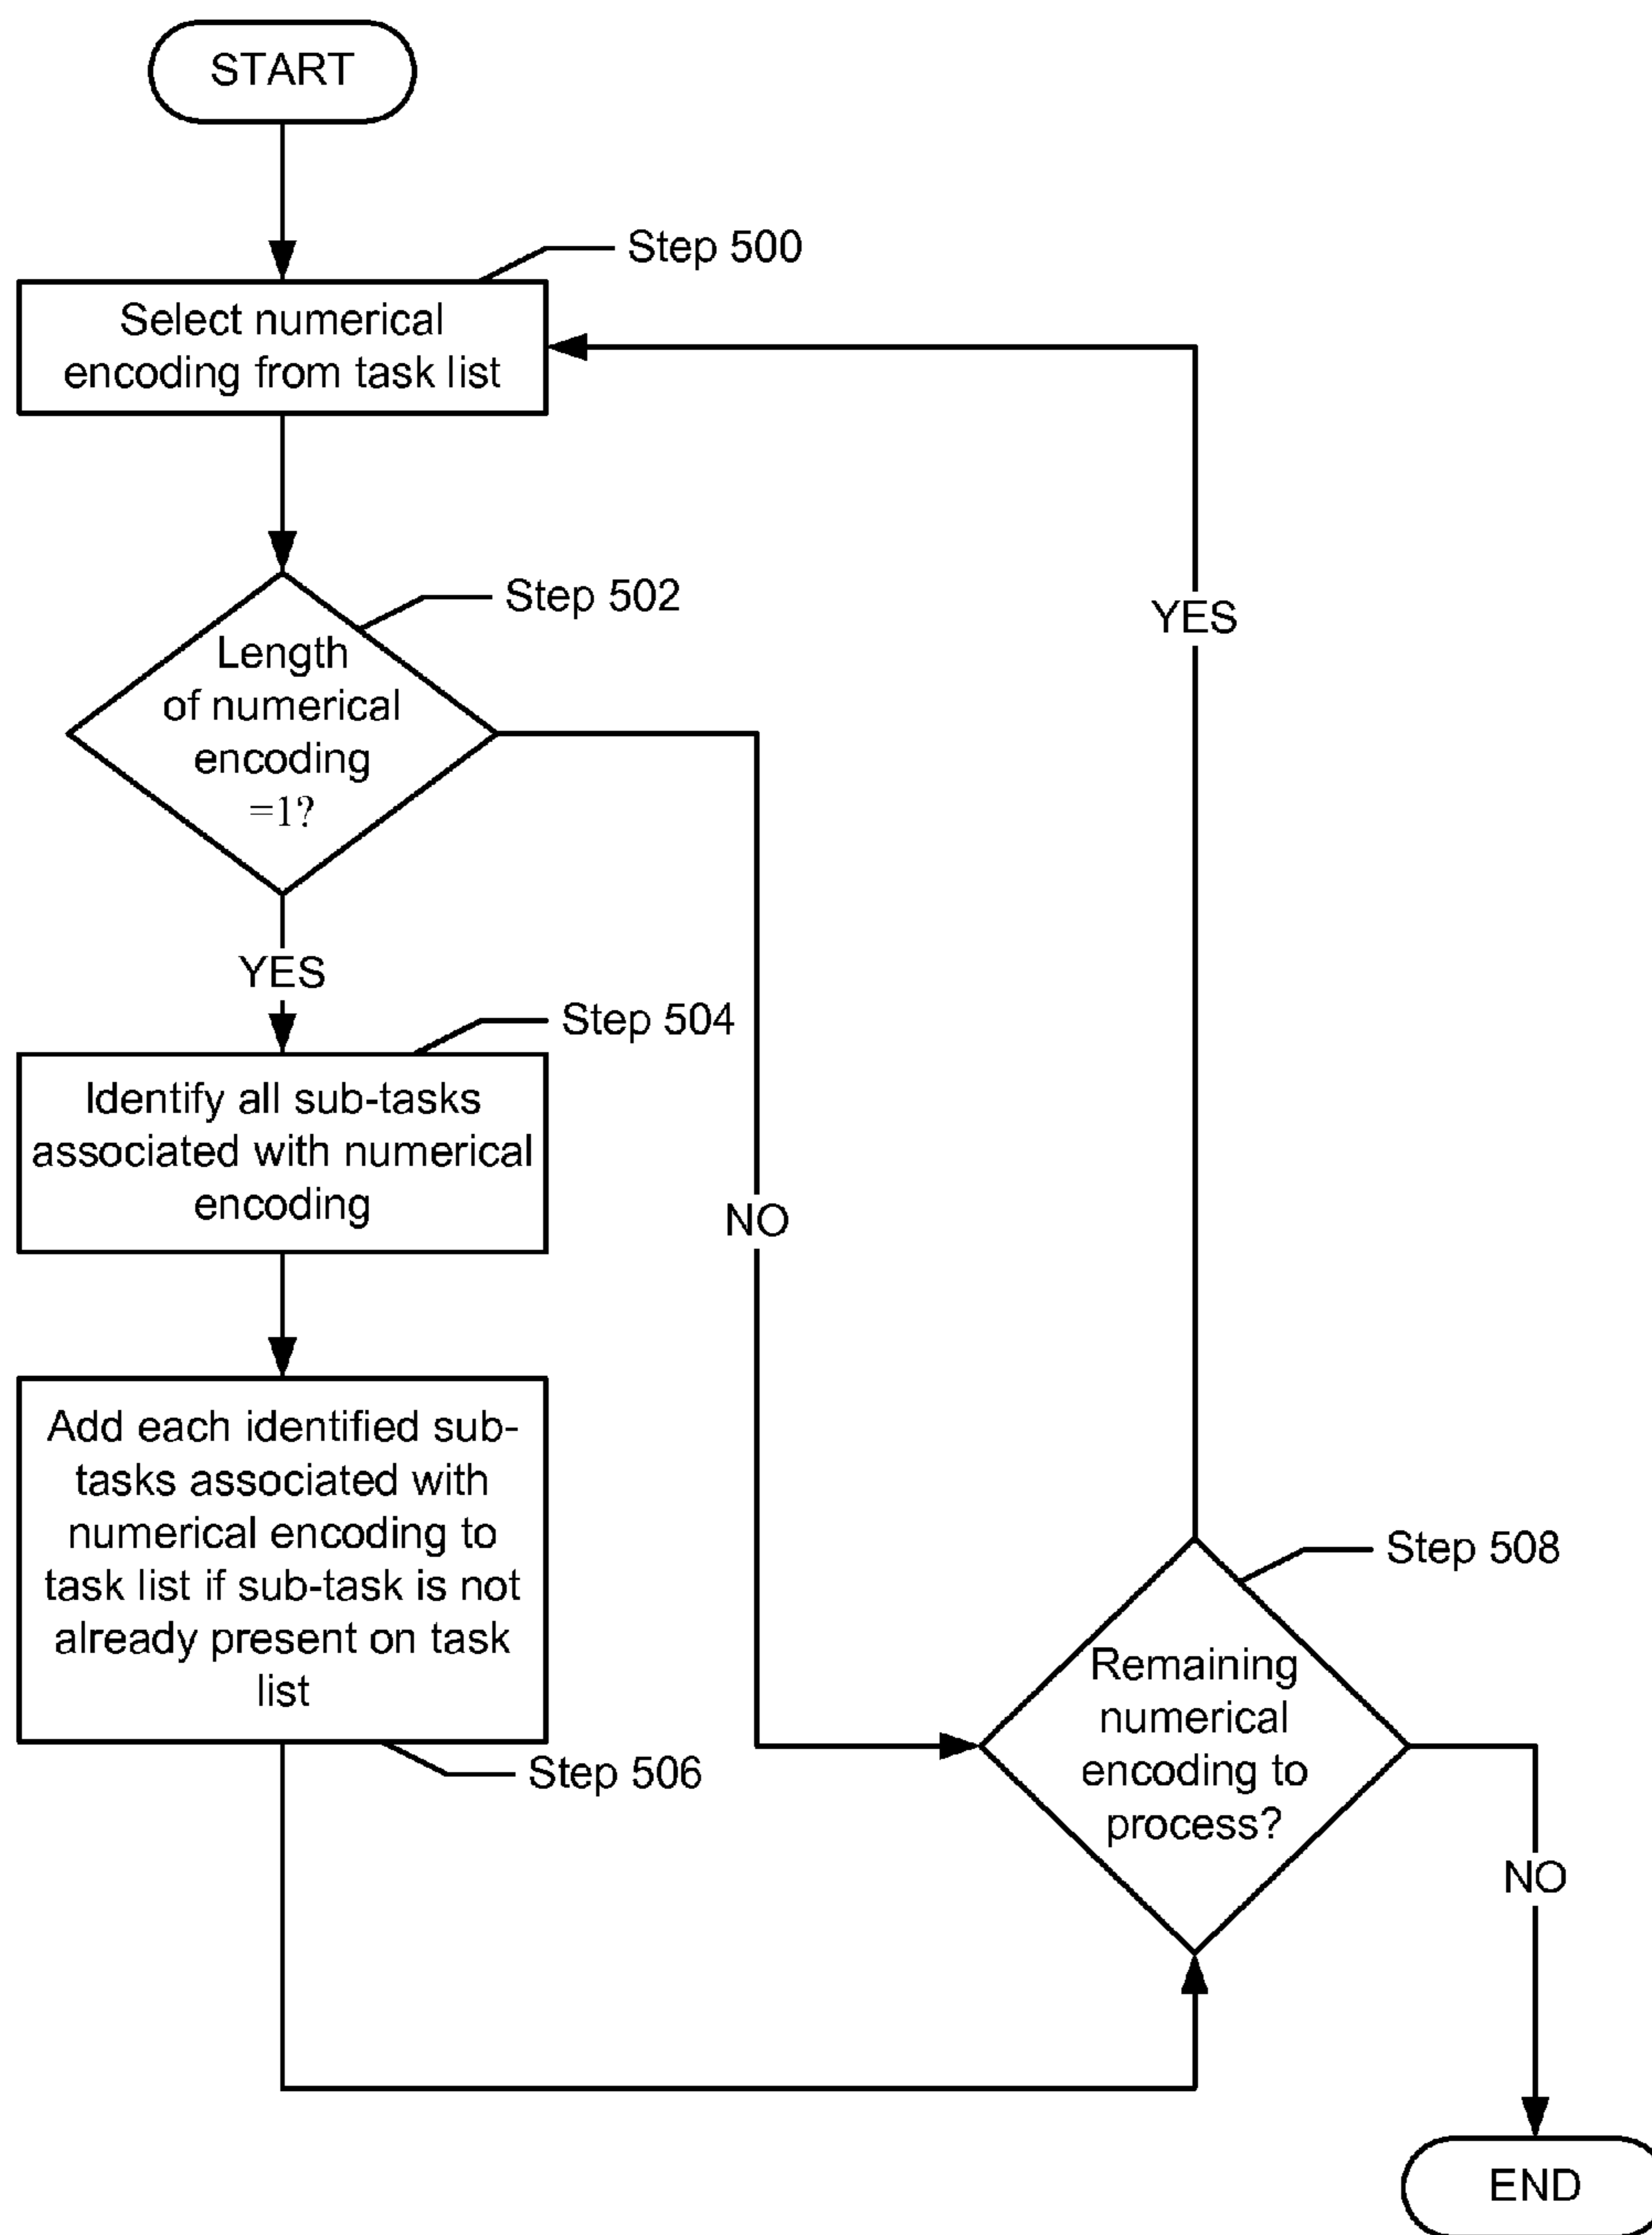 START
Step 500
Select numerical
encoding from task list
Step 502
Length
of numerical
encoding
=1?
YES
YES
Step 504
Identify all sub-tasks
associated with numerical
encoding
NO
Add each identified sub-
tasks associated with
numerical encoding to
task list if sub-task is not
already present on task
list
Step 506
Step 508
Remaining
numerical
encoding to
process?
NO
END